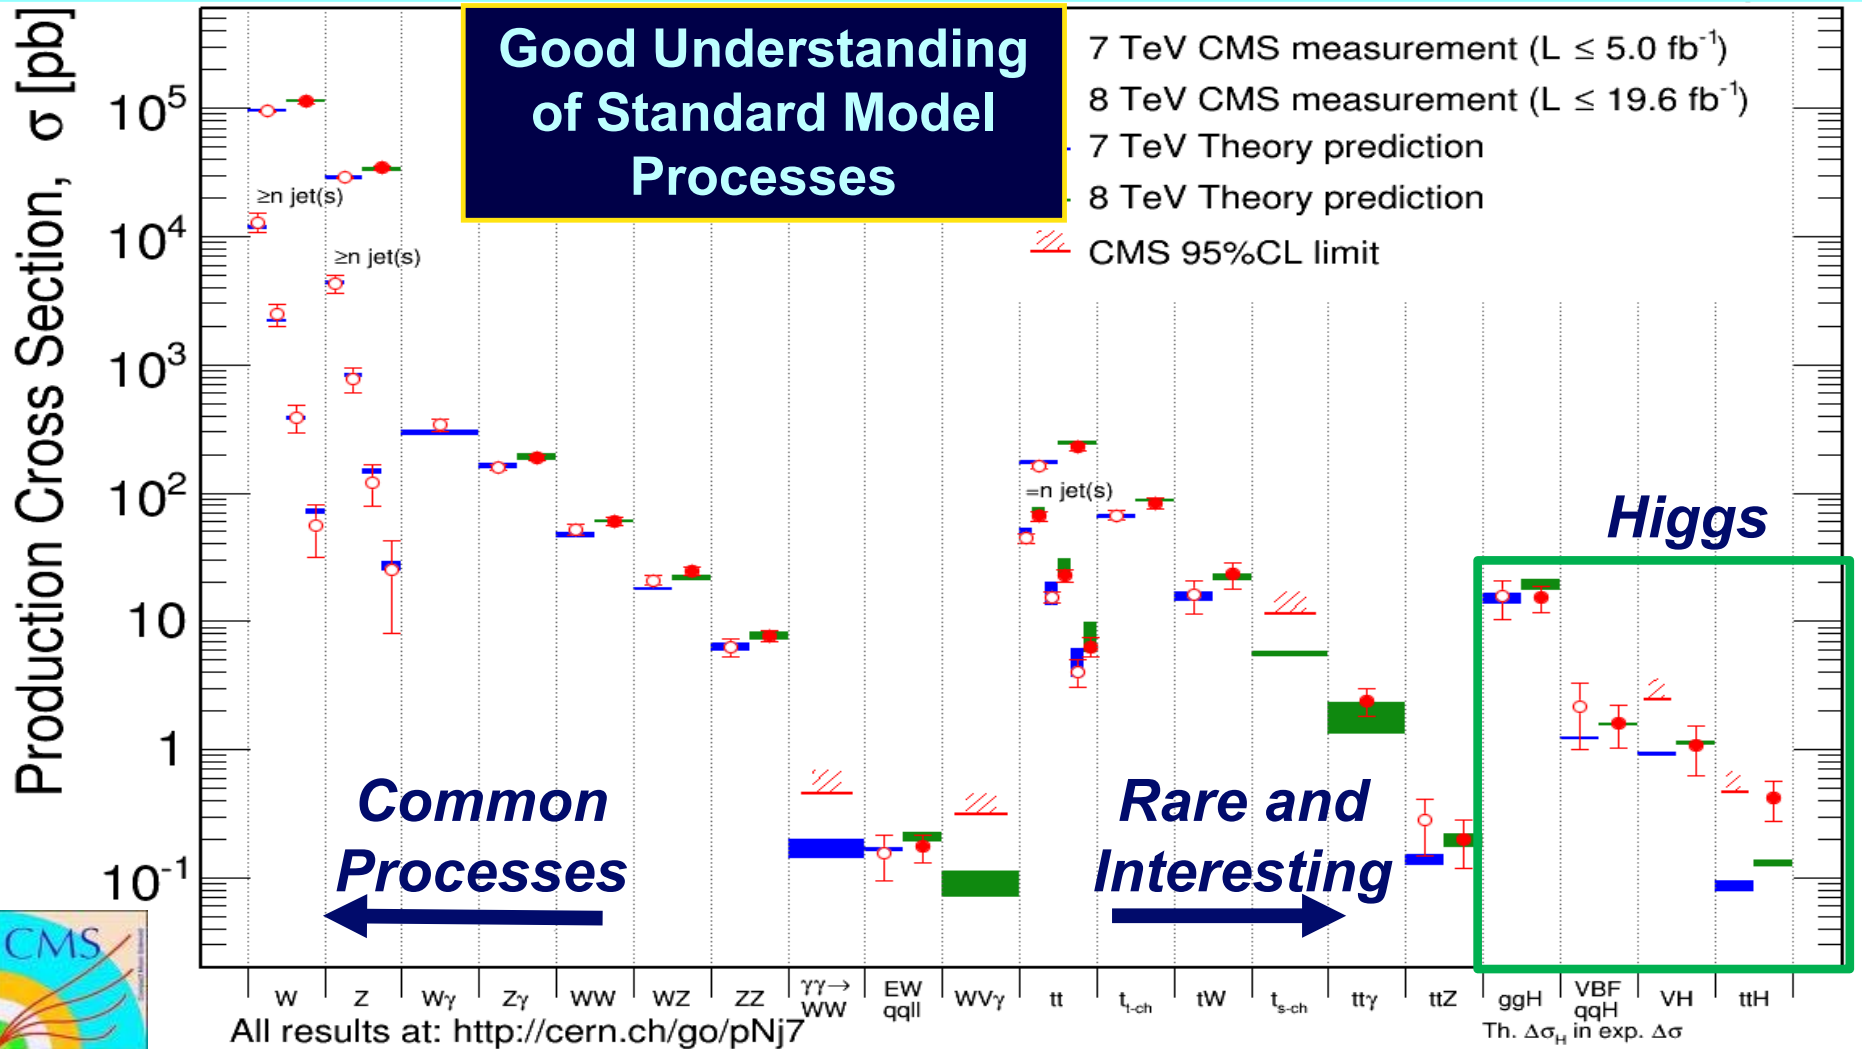 Good Understanding
of Standard Model
Processes
7 TeV CMS measurement (L ≤ 5.0 fb⁻¹)
8 TeV CMS measurement (L ≤ 19.6 fb⁻¹)
7 TeV Theory prediction
8 TeV Theory prediction
CMS 95%CL limit
Production Cross Section, σ [pb]
10⁵
10⁴
10³
10²
10
1
10⁻¹
≥n jet(s)
≥n jet(s)
=n jet(s)
Higgs
Common
Processes
Rare and
Interesting
CMS
W
Z
Wγ
Zγ
WW
WZ
ZZ
γγ→
WW
EW
qqll
WVγ
tt
t_t-ch
tW
t_s-ch
ttγ
ttZ
ggH
VBF
qqH
VH
ttH
All results at: http://cern.ch/go/pNj7
Th. Δσ_H in exp. Δσ